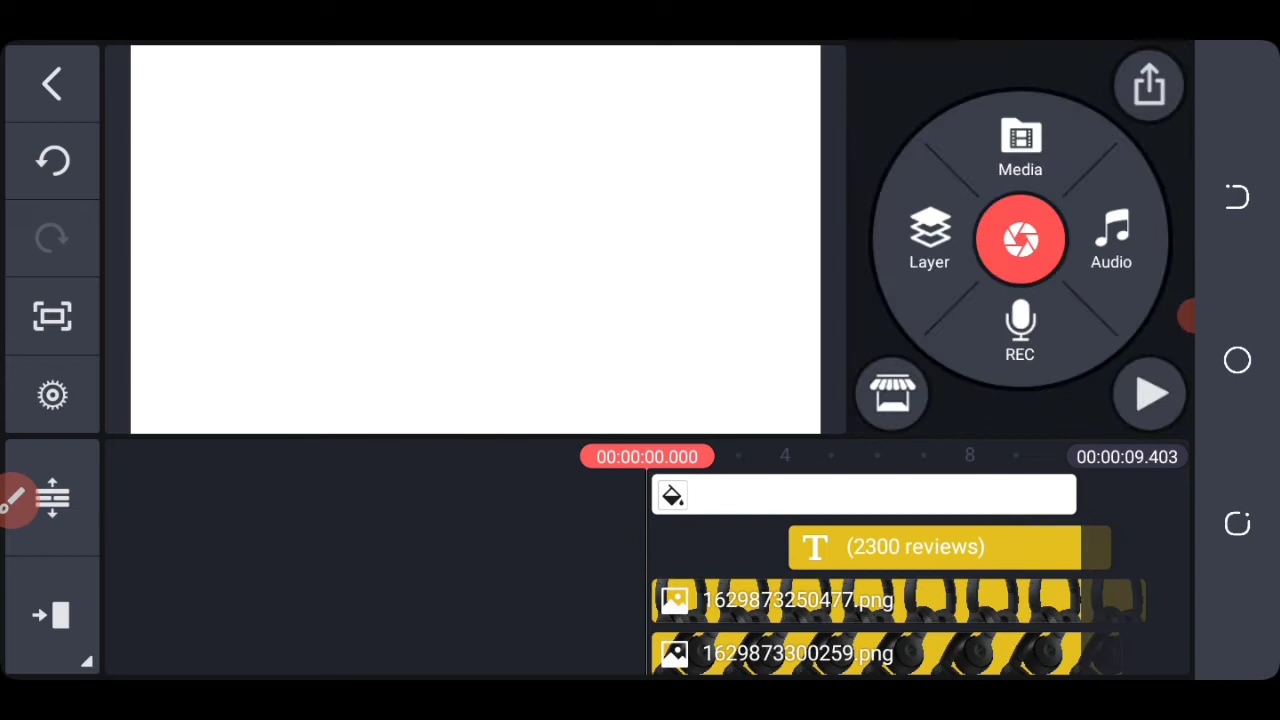 Media
Layer
Audio
REC
00:00:00.000
4
8
00:00:09.403
T
(2300 reviews)
1629873250477.png
1629873300259.png